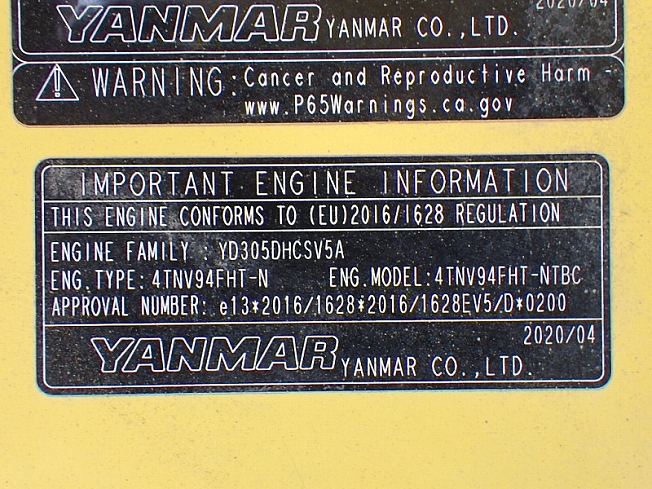 2020/04
YANMAR YANMAR CO.,LTD.
WARNING: Cancer and Reproductive Harm -
www.P65Warnings.ca.gov
IMPORTANT ENGINE INFORMATION
THIS ENGINE CONFORMS TO (EU)2016/1628 REGULATION
ENGINE FAMILY : YD305DHCSV5A
ENG.TYPE: 4TNV94FHT-N ENG.MODEL: 4TNV94FHT-NTBC
APPROVAL NUMBER: e13*2016/1628*2016/1628EV5/D*0200
2020/04
YANMAR YANMAR CO.,LTD.